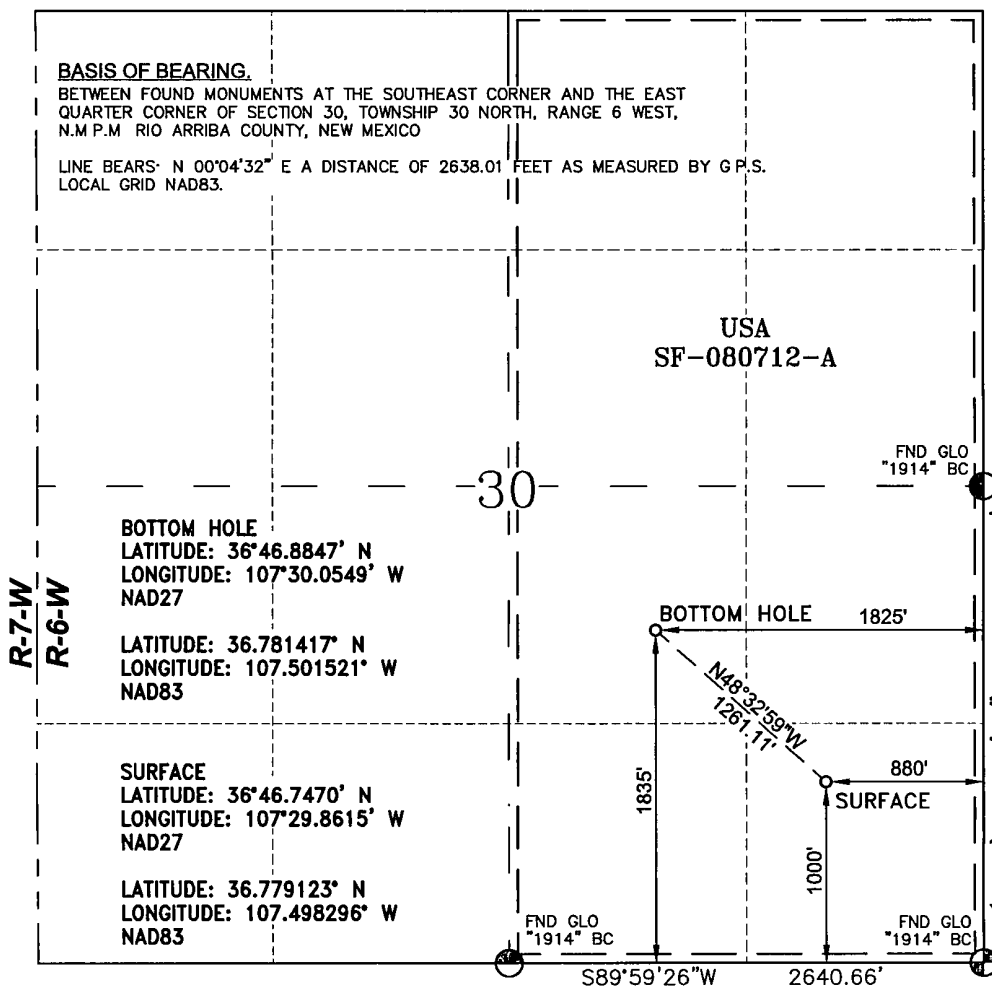 BASIS OF BEARING.
BETWEEN FOUND MONUMENTS AT THE SOUTHEAST CORNER AND THE EAST
QUARTER CORNER OF SECTION 30, TOWNSHIP 30 NORTH, RANGE 6 WEST,
N.M P.M RIO ARRIBA COUNTY, NEW MEXICO
LINE BEARS· N 00°04'32" E A DISTANCE OF 2638.01 FEET AS MEASURED BY G P.S.
LOCAL GRID NAD83.
USA
SF-080712-A
FND GLO
"1914" BC
30
BOTTOM HOLE
LATITUDE: 36°46.8847' N
LONGITUDE: 107°30.0549' W
NAD27
LATITUDE: 36.781417° N
LONGITUDE: 107.501521° W
NAD83
R-7-W
R-6-W
BOTTOM HOLE
1825'
N48°32'59"W
1261.11'
1835'
880'
SURFACE
1000'
SURFACE
LATITUDE: 36°46.7470' N
LONGITUDE: 107°29.8615' W
NAD27
LATITUDE: 36.779123° N
LONGITUDE: 107.498296° W
NAD83
FND GLO
"1914" BC
FND GLO
"1914" BC
S89°59'26"W 2640.66'